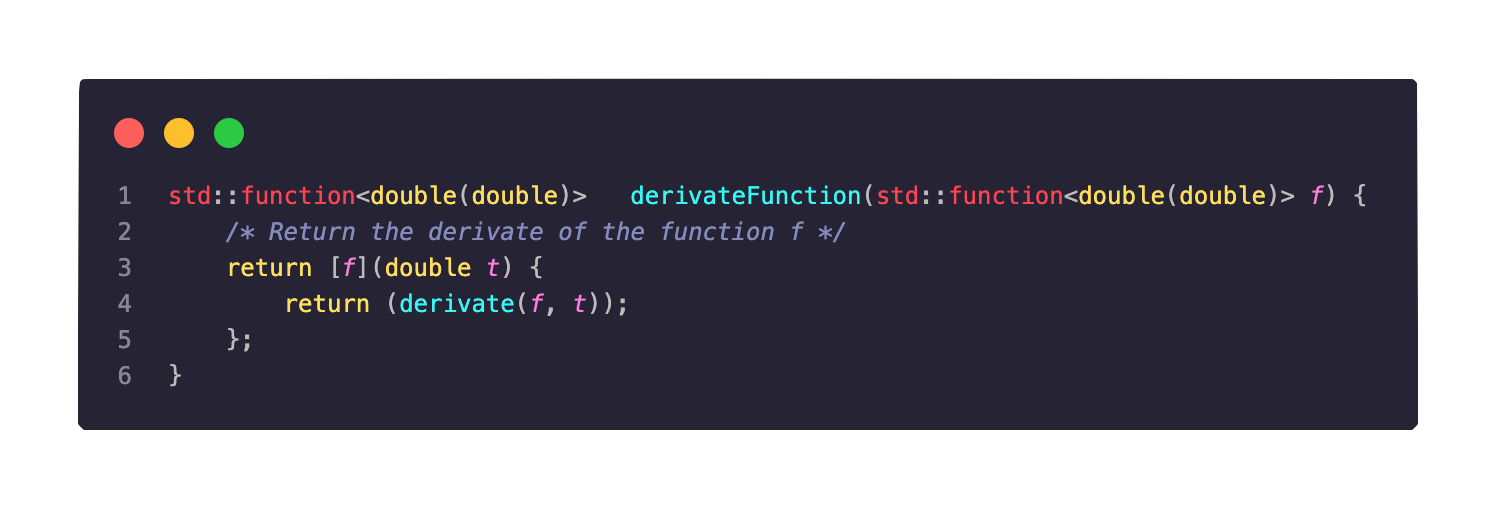 1 std::function<double(double)>   derivateFunction(std::function<double(double)> f) {
2     /* Return the derivate of the function f */
3     return [f](double t) {
4         return (derivate(f, t));
5     };
6 }